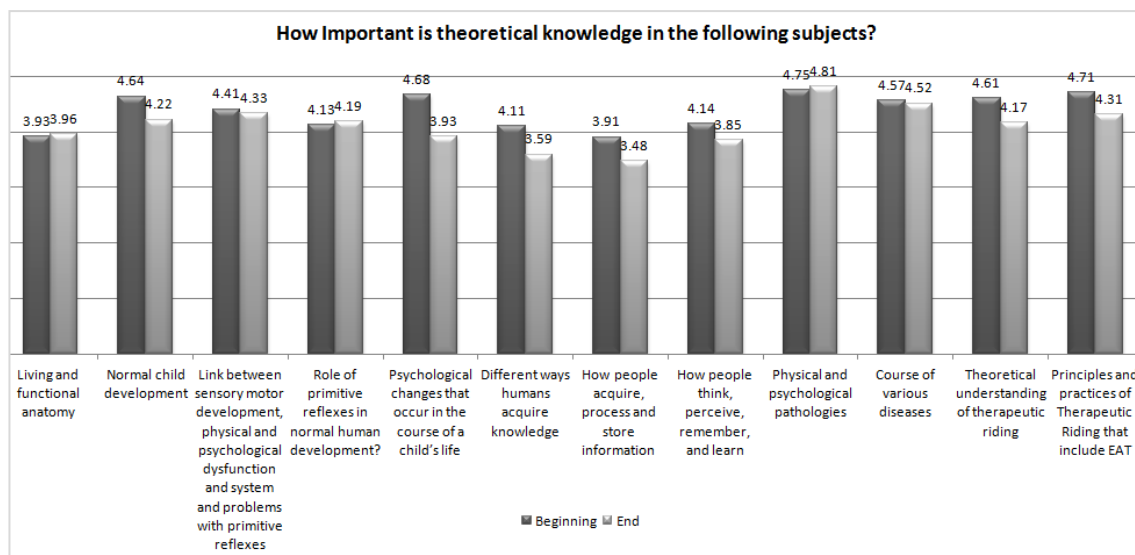 How Important is theoretical knowledge in the following subjects?
3.93 3.96
4.64 4.22
4.41 4.33
4.13 4.19
4.68 3.93
4.11 3.59
3.91 3.48
4.14 3.85
4.75 4.81
4.57 4.52
4.61 4.17
4.71 4.31
Living and
functional anatomy
Normal child
development
Link between
sensory motor
development,
physical and
psychological
dysfunction
and system
and problems
with primitive
reflexes
Role of
primitive
reflexes in
normal human
development?
Psychological
changes that
occur in the
course of a
child's life
Different ways
humans
acquire
knowledge
How people
acquire,
process and
store
information
How people
think,
perceive,
remember,
and learn
Physical and
psychological
pathologies
Course of
various
diseases
Theoretical
understanding
of therapeutic
riding
Principles and
practices of
Therapeutic
Riding that
include EAT
Beginning End